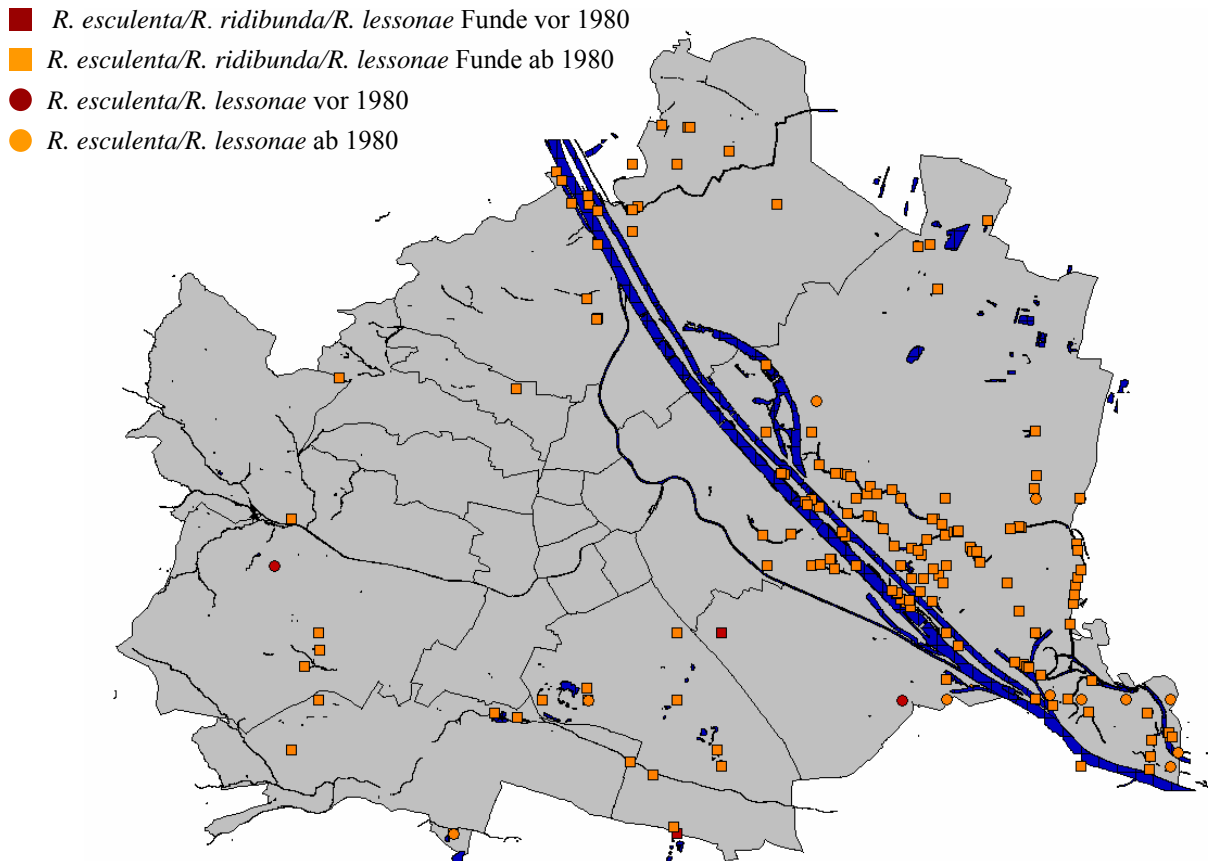 R. esculenta/R. ridibunda/R. lessonae Funde vor 1980
R. esculenta/R. ridibunda/R. lessonae Funde ab 1980
R. esculenta/R. lessonae vor 1980
R. esculenta/R. lessonae ab 1980